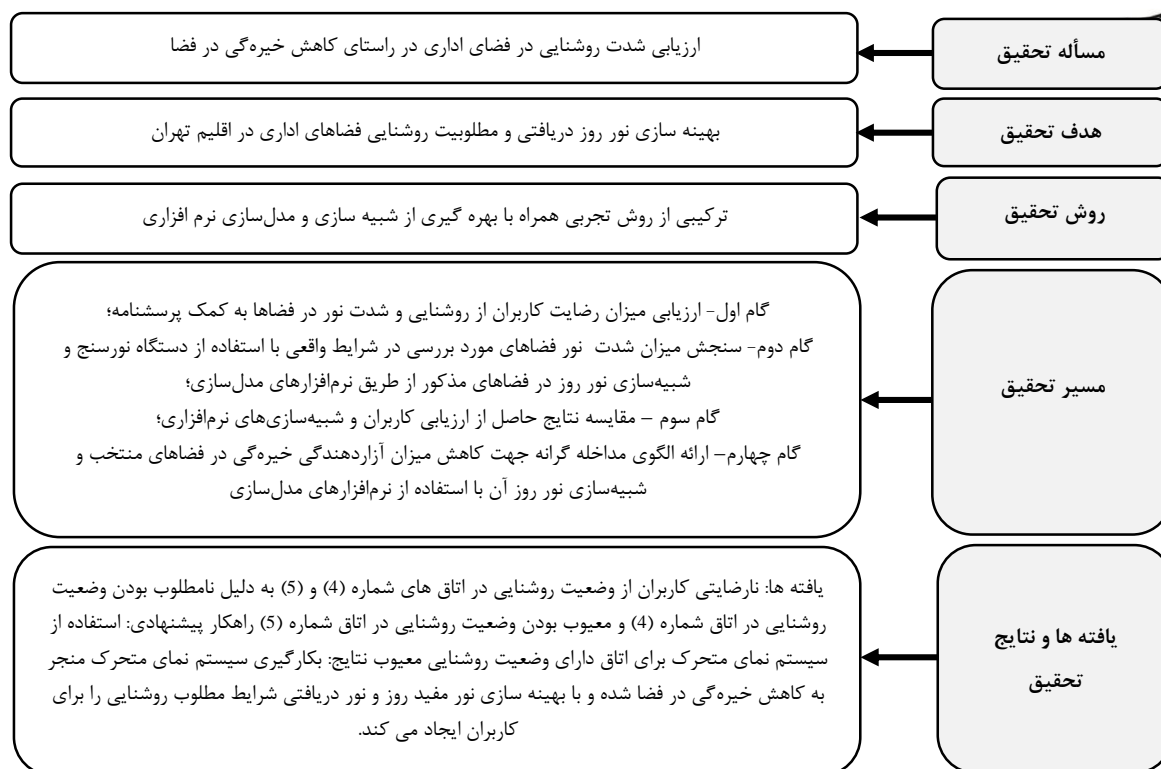 مسأله تحقیق
ارزیابی شدت روشنایی در فضای اداری در راستای کاهش خیره‌گی در فضا
هدف تحقیق
بهینه سازی نور روز دریافتی و مطلوبیت روشنایی فضاهای اداری در اقلیم تهران
روش تحقیق
ترکیبی از روش تجربی همراه با بهره گیری از شبیه سازی و مدل‌سازی نرم افزاری
مسیر تحقیق
گام اول- ارزیابی میزان رضایت کاربران از روشنایی و شدت نور در فضاها به کمک پرسشنامه؛
گام دوم- سنجش میزان شدت نور فضاهای مورد بررسی در شرایط واقعی با استفاده از دستگاه نورسنج و
شبیه‌سازی نور روز در فضاهای مذکور از طریق نرم‌افزارهای مدل‌سازی؛
گام سوم – مقایسه نتایج حاصل از ارزیابی کاربران و شبیه‌سازی‌های نرم‌افزاری؛
گام چهارم– ارائه الگوی مداخله گرانه جهت کاهش میزان آزاردهندگی خیره‌گی در فضاهای منتخب و
شبیه‌سازی نور روز آن با استفاده از نرم‌افزارهای مدل‌سازی
یافته ها و نتایج
تحقیق
یافته ها: نارضایتی کاربران از وضعیت روشنایی در اتاق های شماره (4) و (5) به دلیل نامطلوب بودن وضعیت
روشنایی در اتاق شماره (4) و معیوب بودن وضعیت روشنایی در اتاق شماره (5) راهکار پیشنهادی: استفاده از
سیستم نمای متحرک برای اتاق دارای وضعیت روشنایی معیوب نتایج: بکارگیری سیستم نمای متحرک منجر
به کاهش خیره‌گی در فضا شده و با بهینه سازی نور مفید روز و نور دریافتی شرایط مطلوب روشنایی را برای
کاربران ایجاد می کند.